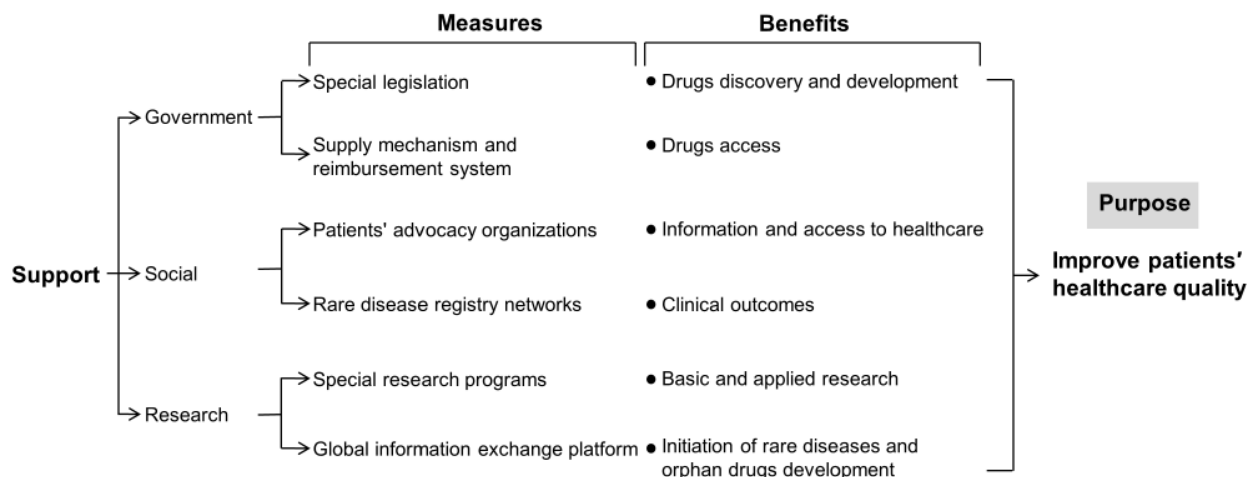 Measures
Benefits
Special legislation
● Drugs discovery and development
Government
Supply mechanism and
reimbursement system
● Drugs access
Purpose
Patients' advocacy organizations
● Information and access to healthcare
Support
Social
Improve patients'
healthcare quality
Rare disease registry networks
● Clinical outcomes
Special research programs
● Basic and applied research
Research
Global information exchange platform
● Initiation of rare diseases and
orphan drugs development